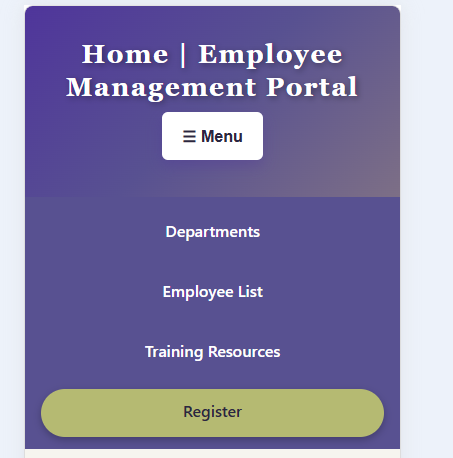 Home | Employee
Management Portal
☰ Menu
Departments
Employee List
Training Resources
Register